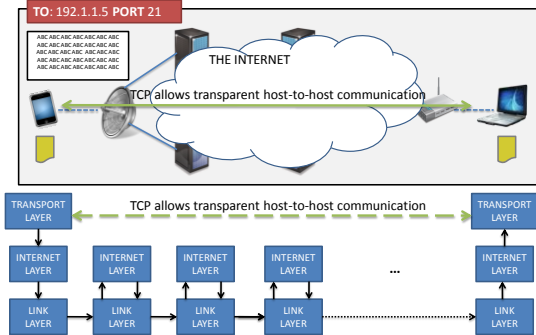 TO: 192.1.1.5 PORT 21
ABC ABC ABC ABC ABC ABC
ABC ABC ABC ABC ABC ABC
ABC ABC ABC ABC ABC ABC
ABC ABC ABC ABC ABC ABC
ABC ABC ABC ABC ABC ABC
THE INTERNET
TCP allows transparent host-to-host communication
TRANSPORT
LAYER
TCP allows transparent host-to-host communication
TRANSPORT
LAYER
INTERNET
LAYER
INTERNET
LAYER
INTERNET
LAYER
INTERNET
LAYER
...
INTERNET
LAYER
LINK
LAYER
LINK
LAYER
LINK
LAYER
LINK
LAYER
LINK
LAYER